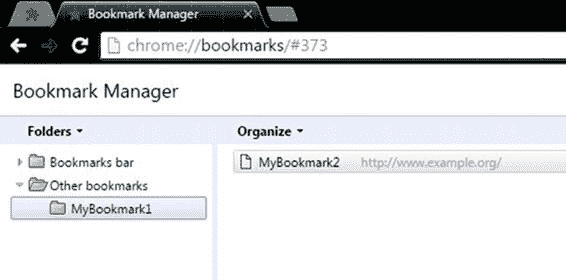 Bookmark Manager
chrome://bookmarks/#373
Bookmark Manager
Folders
Organize
Bookmarks bar
MyBookmark2 http://www.example.org/
Other bookmarks
MyBookmark1